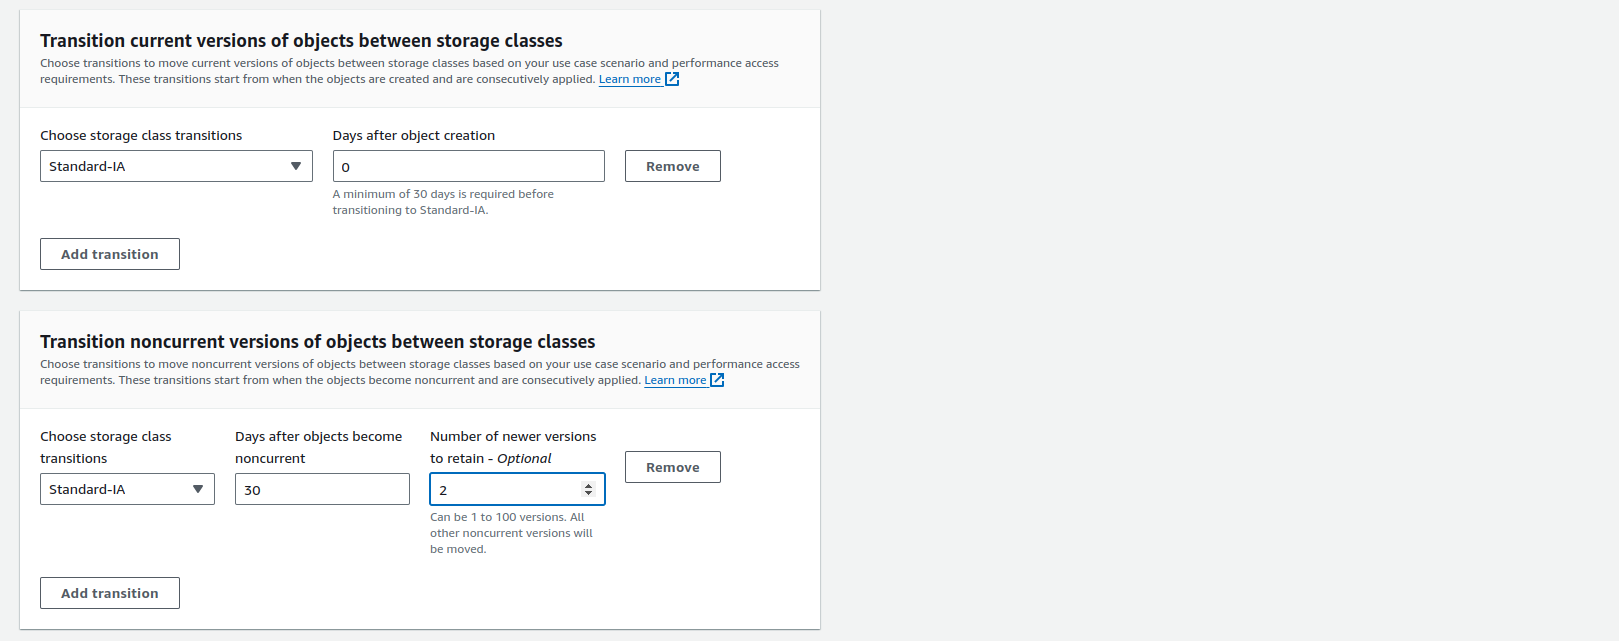 Transition current versions of objects between storage classes
Choose transitions to move current versions of objects between storage classes based on your use case scenario and performance access
requirements. These transitions start from when the objects are created and are consecutively applied. Learn more
Choose storage class transitions
Days after object creation
Standard-IA
0
Remove
A minimum of 30 days is required before
transitioning to Standard-IA.
Add transition
Transition noncurrent versions of objects between storage classes
Choose transitions to move noncurrent versions of objects between storage classes based on your use case scenario and performance access
requirements. These transitions start from when the objects become noncurrent and are consecutively applied. Learn more
Choose storage class
transitions
Days after objects become
noncurrent
Number of newer versions
to retain - Optional
Standard-IA
30
2
Remove
Can be 1 to 100 versions. All
other noncurrent versions will
be moved.
Add transition